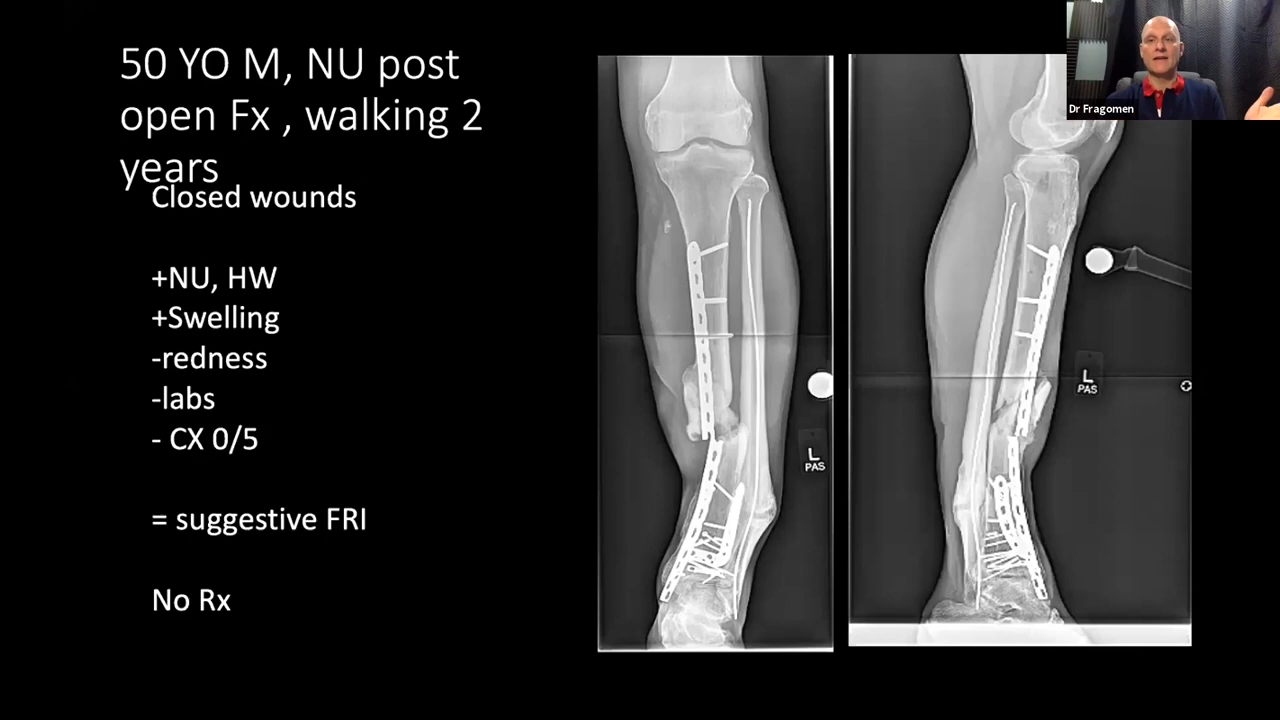 50 YO M, NU post
open Fx , walking 2
years
Closed wounds
+NU, HW
+Swelling
-redness
-labs
- CX 0/5
= suggestive FRI
No Rx
L
PAS
L
PAS
Dr Fragomen